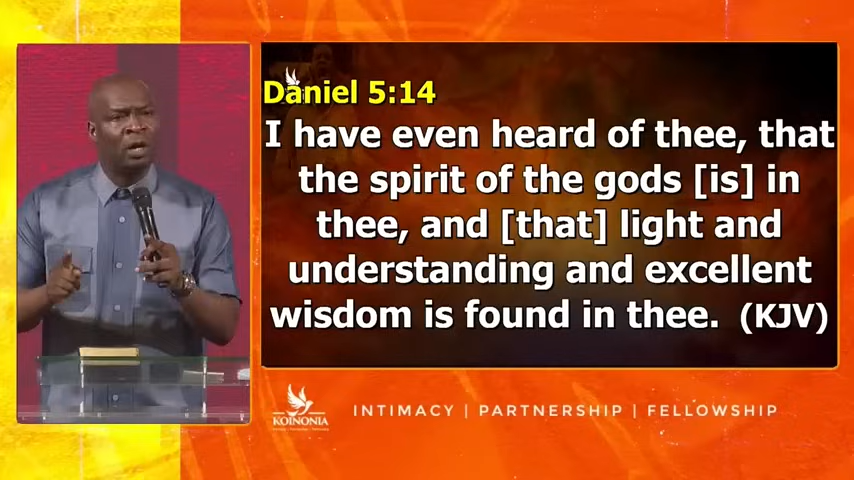 Daniel 5:14
I have even heard of thee, that
the spirit of the gods [is] in
thee, and [that] light and
understanding and excellent
wisdom is found in thee. (KJV)
KOINONIA
INTIMACY | PARTNERSHIP | FELLOWSHIP